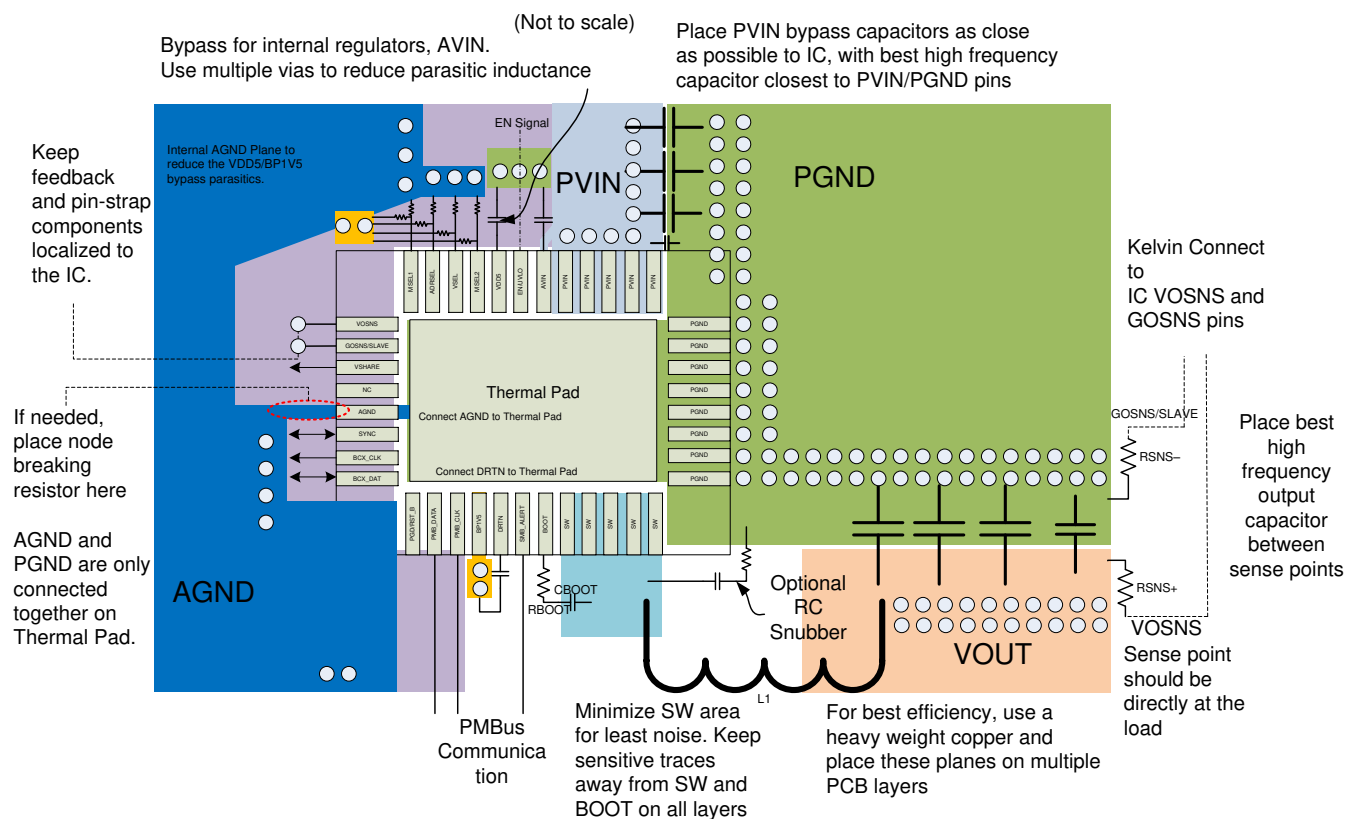 (Not to scale)
Bypass for internal regulators, AVIN.
Use multiple vias to reduce parasitic inductance
Place PVIN bypass capacitors as close
as possible to IC, with best high frequency
capacitor closest to PVIN/PGND pins
Keep
feedback
and pin-strap
components
localized to
the IC.
Internal AGND Plane to
reduce the VDD5/BP1V5
bypass parasitics.
EN Signal
PVIN
PGND
Kelvin Connect
to
IC VOSNS and
GOSNS pins
MSEL1
ADRSEL
VSEL
MSEL2
VDD5
EN/UVLO
AVIN
PVIN
PVIN
PVIN
PVIN
PVIN
VOSNS
GOSNS/SLAVE
VSHARE
NC
AGND
SYNC
BCX_CLK
BCX_DAT
Thermal Pad
Connect AGND to Thermal Pad
Connect DRTN to Thermal Pad
PGND
PGND
PGND
PGND
PGND
PGND
PGND
PGND
If needed,
place node
breaking
resistor here
GOSNS/SLAVE
RSNS–
Place best
high
frequency
output
capacitor
between
sense points
PGD/RST_B
PMB_DATA
PMB_CLK
BP1V5
DRTN
SMB_ALERT
BOOT
SW
SW
SW
SW
SW
AGND and
PGND are only
connected
together on
Thermal Pad.
AGND
CBOOT
RBOOT
Optional
RC
Snubber
RSNS+
VOUT
VOSNS
Sense point
should be
directly at the
load
L1
PMBus
Communica
tion
Minimize SW area
for least noise. Keep
sensitive traces
away from SW and
BOOT on all layers
For best efficiency, use a
heavy weight copper and
place these planes on multiple
PCB layers